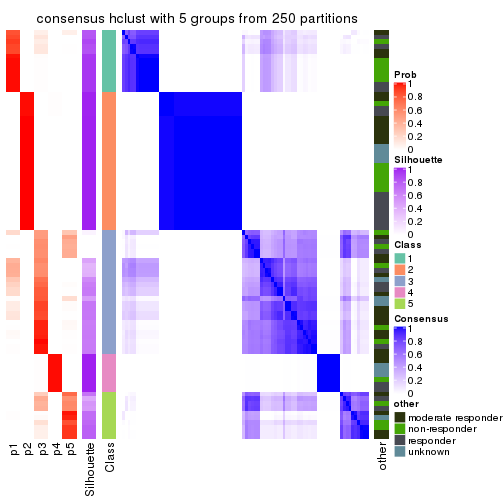 consensus hclust with 5 groups from 250 partitions
Prob
1
0.8
0.6
0.4
0.2
0
Silhouette
1
0.8
0.6
0.4
0.2
0
Class
1
2
3
4
5
Consensus
1
0.8
0.6
0.4
0.2
0
other
moderate responder
non-responder
responder
unknown
p1
p2
p3
p4
p5
Silhouette
Class
other